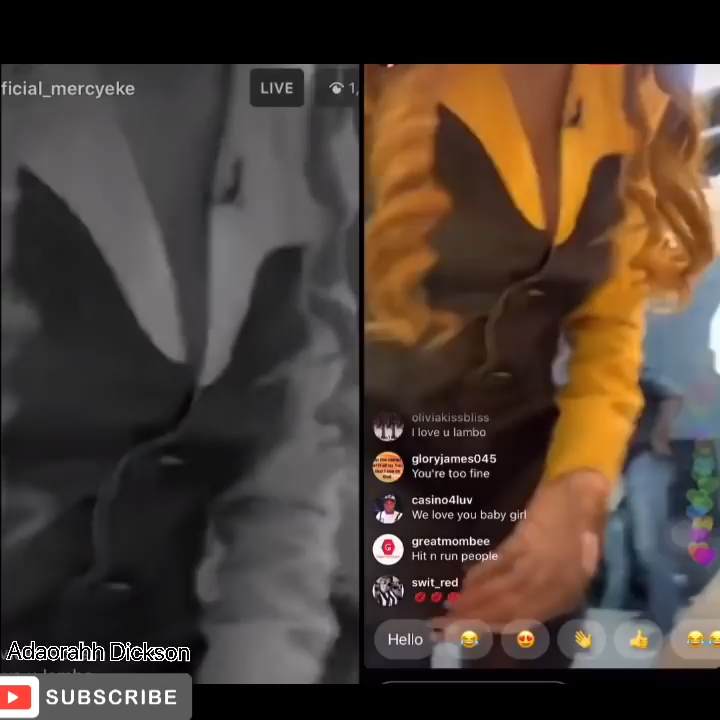 ficial_mercyeke
LIVE
1,
oliviakissbliss
I love u lambo
gloryjames045
You're too fine
casino4luv
We love you baby girl
greatmombee
Hit n run people
swit_red
Hello
Adaorahh Dickson
SUBSCRIBE